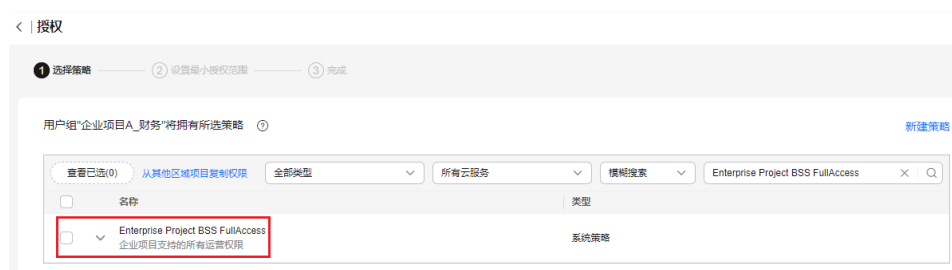 授权
1 选择策略 2 设置最小授权范围 3 完成
用户组"企业项目A_财务"将拥有所选策略 ?
新建策略
查看已选(0) 从其他区域项目复制权限 全部类型 所有云服务 模糊搜索 Enterprise Project BSS FullAccess
名称 类型
Enterprise Project BSS FullAccess
系统策略
企业项目支持的所有运营权限